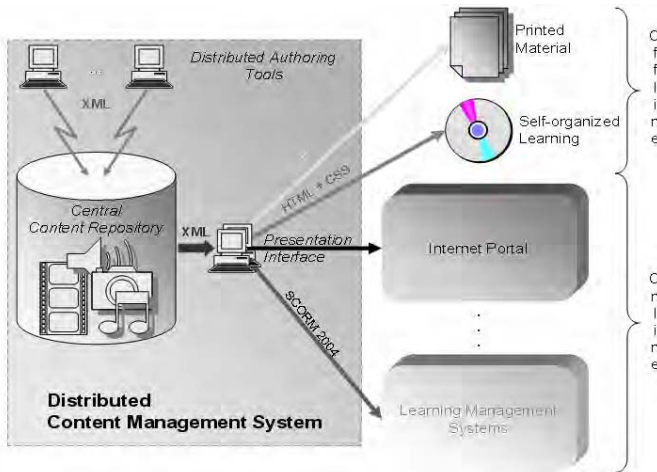 Distributed Authoring
Tools
...
XML
Central
Content Repository
XML
Presentation
Interface
HTML + CSS
SCORM 2004
Distributed
Content Management System
Printed
Material
Self-organized
Learning
Internet Portal
Learning Management
Systems